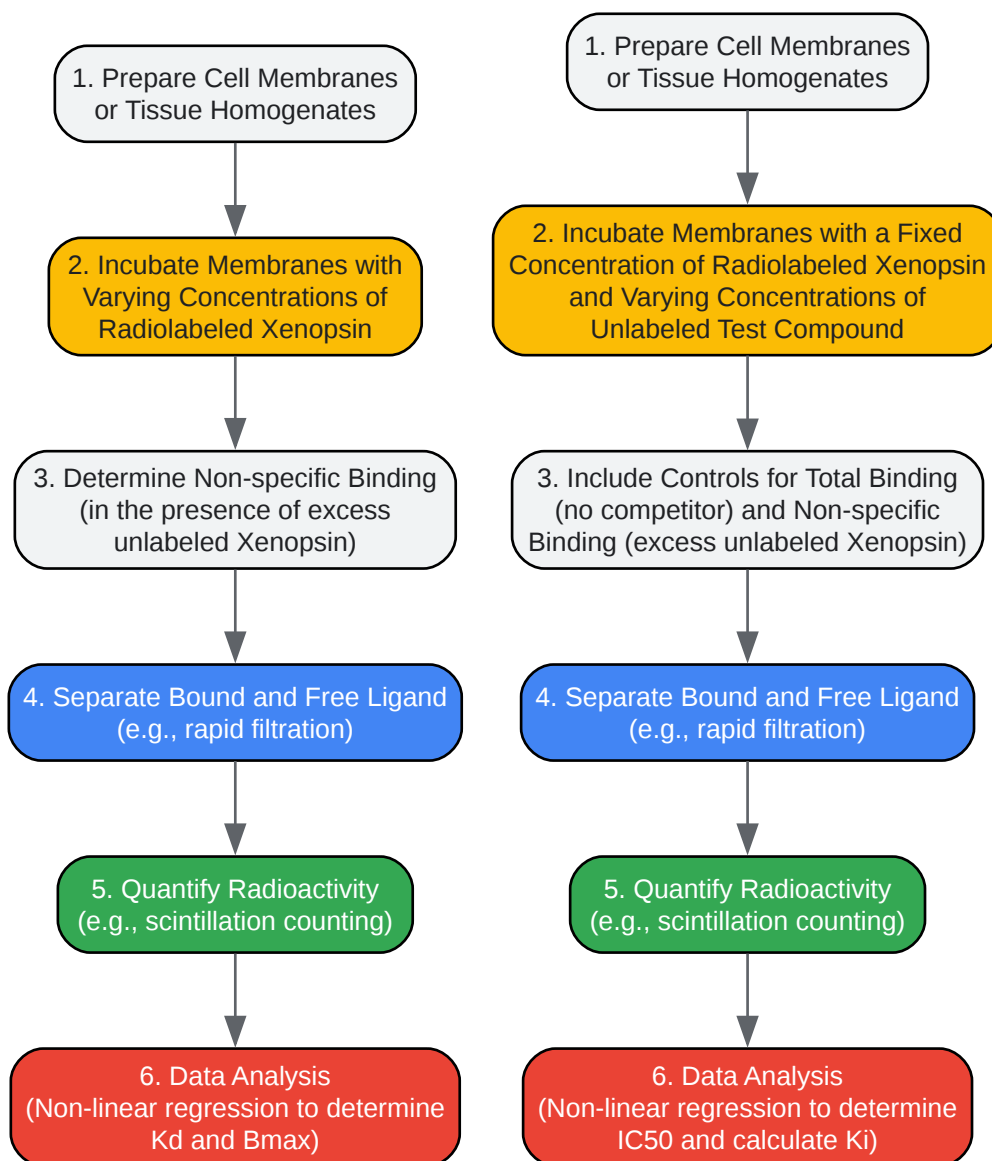 1. Prepare Cell Membranes
or Tissue Homogenates
2. Incubate Membranes with
Varying Concentrations of
Radiolabeled Xenopsin
3. Determine Non-specific Binding
(in the presence of excess
unlabeled Xenopsin)
4. Separate Bound and Free Ligand
(e.g., rapid filtration)
5. Quantify Radioactivity
(e.g., scintillation counting)
6. Data Analysis
(Non-linear regression to determine
Kd and Bmax)
1. Prepare Cell Membranes
or Tissue Homogenates
2. Incubate Membranes with a Fixed
Concentration of Radiolabeled Xenopsin
and Varying Concentrations of
Unlabeled Test Compound
3. Include Controls for Total Binding
(no competitor) and Non-specific
Binding (excess unlabeled Xenopsin)
4. Separate Bound and Free Ligand
(e.g., rapid filtration)
5. Quantify Radioactivity
(e.g., scintillation counting)
6. Data Analysis
(Non-linear regression to determine
IC50 and calculate Ki)